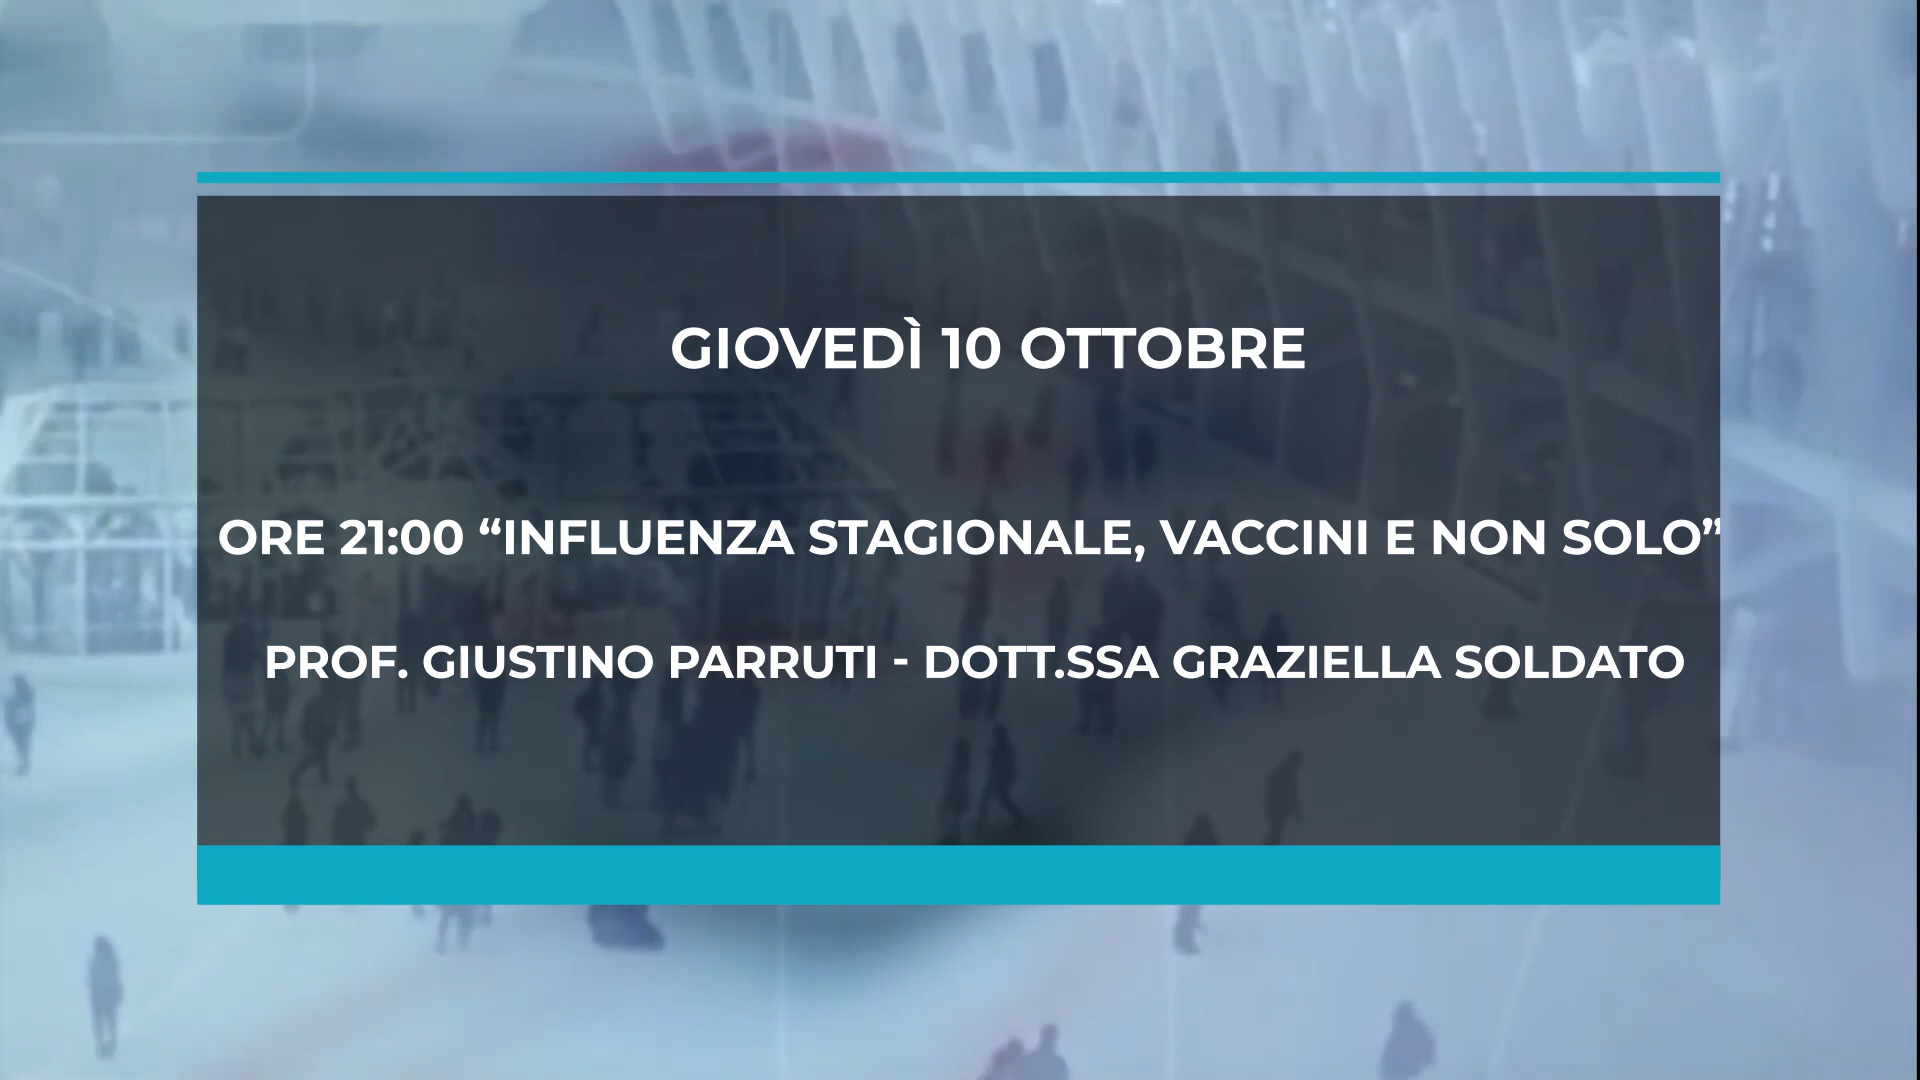 GIOVEDÌ 10 OTTOBRE
ORE 21:00 “INFLUENZA STAGIONALE, VACCINI E NON SOLO”
PROF. GIUSTINO PARRUTI - DOTT.SSA GRAZIELLA SOLDATO